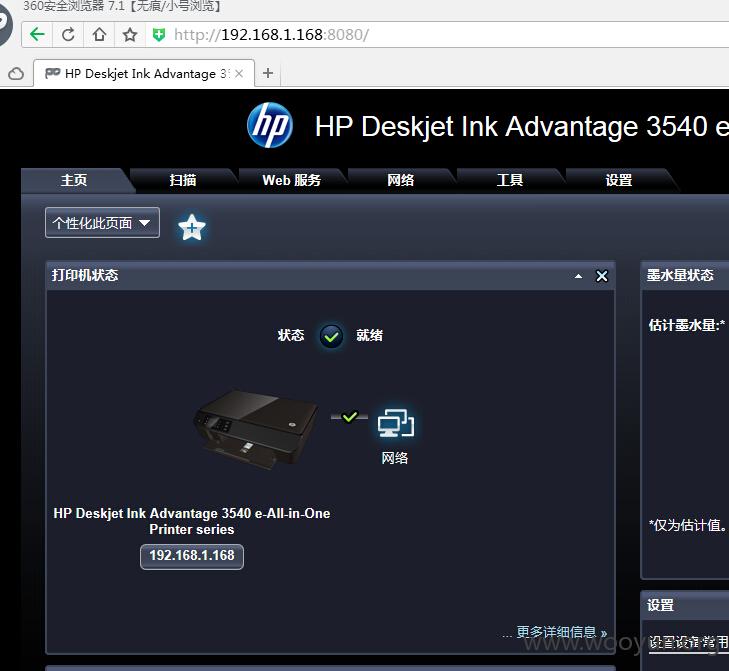 360安全浏览器 7.1【无痕/小号浏览】
http://192.168.1.168:8080/
HP Deskjet Ink Advantage 3
hp HP Deskjet Ink Advantage 3540 e
主页 扫描 Web 服务 网络 工具 设置
个性化此页面
打印机状态
墨水量状态
状态 就绪
估计墨水量:*
网络
HP Deskjet Ink Advantage 3540 e-All-in-One
Printer series
*仅为估计值。
192.168.1.168
设置
... 更多详细信息 »
www.wooyun.org
设置设定常用